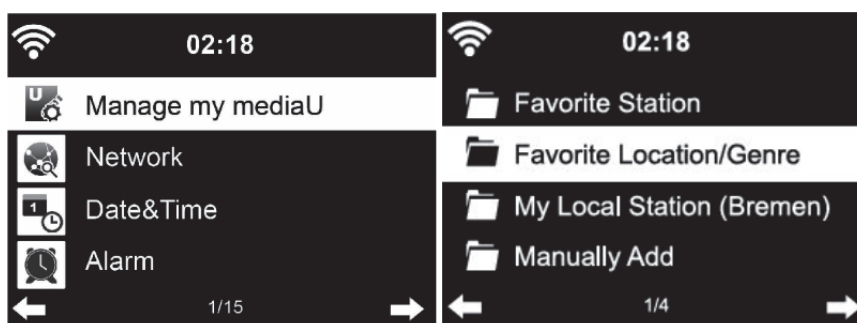 02:18
U
Manage my mediaU
Network
1
Date&Time
Alarm
1/15
02:18
Favorite Station
Favorite Location/Genre
My Local Station (Bremen)
Manually Add
1/4